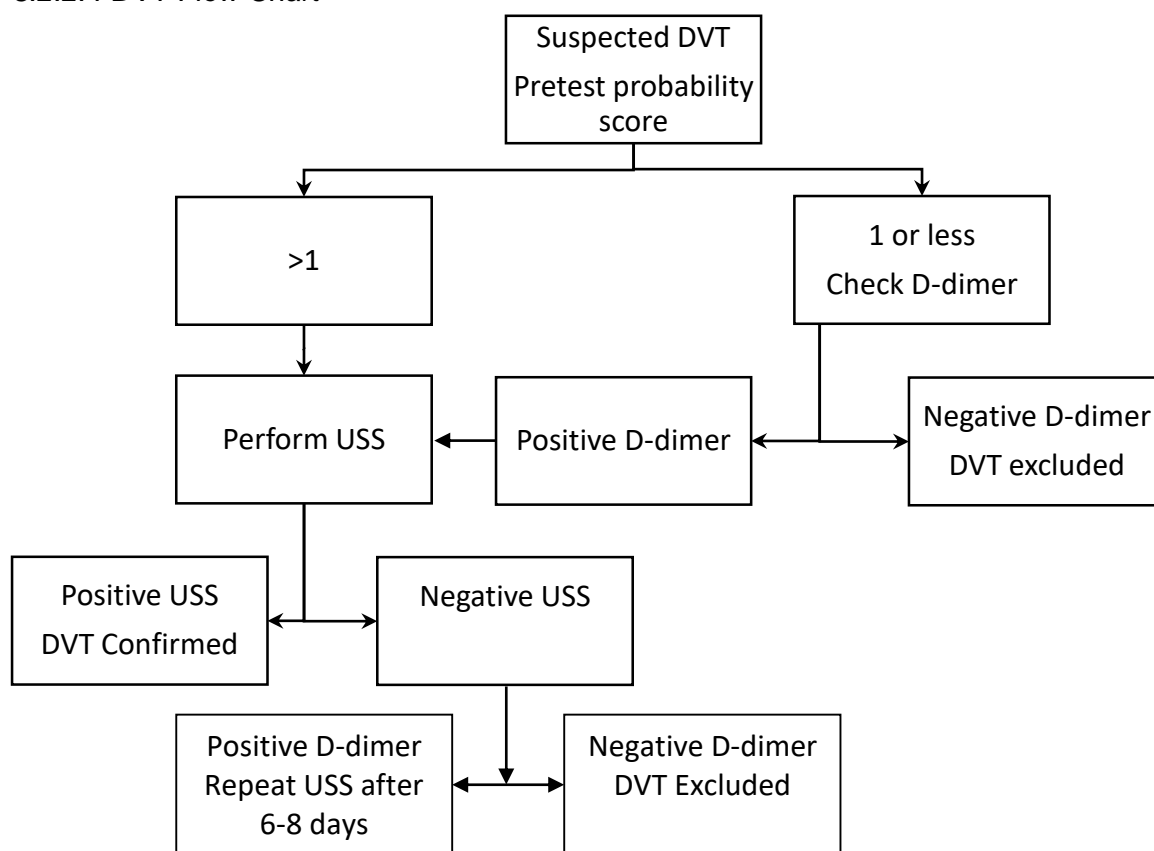 Suspected DVT
Pretest probability
score
>1
1 or less
Check D-dimer
Perform USS
Positive D-dimer
Negative D-dimer
DVT excluded
Positive USS
DVT Confirmed
Negative USS
Positive D-dimer
Repeat USS after
6-8 days
Negative D-dimer
DVT Excluded